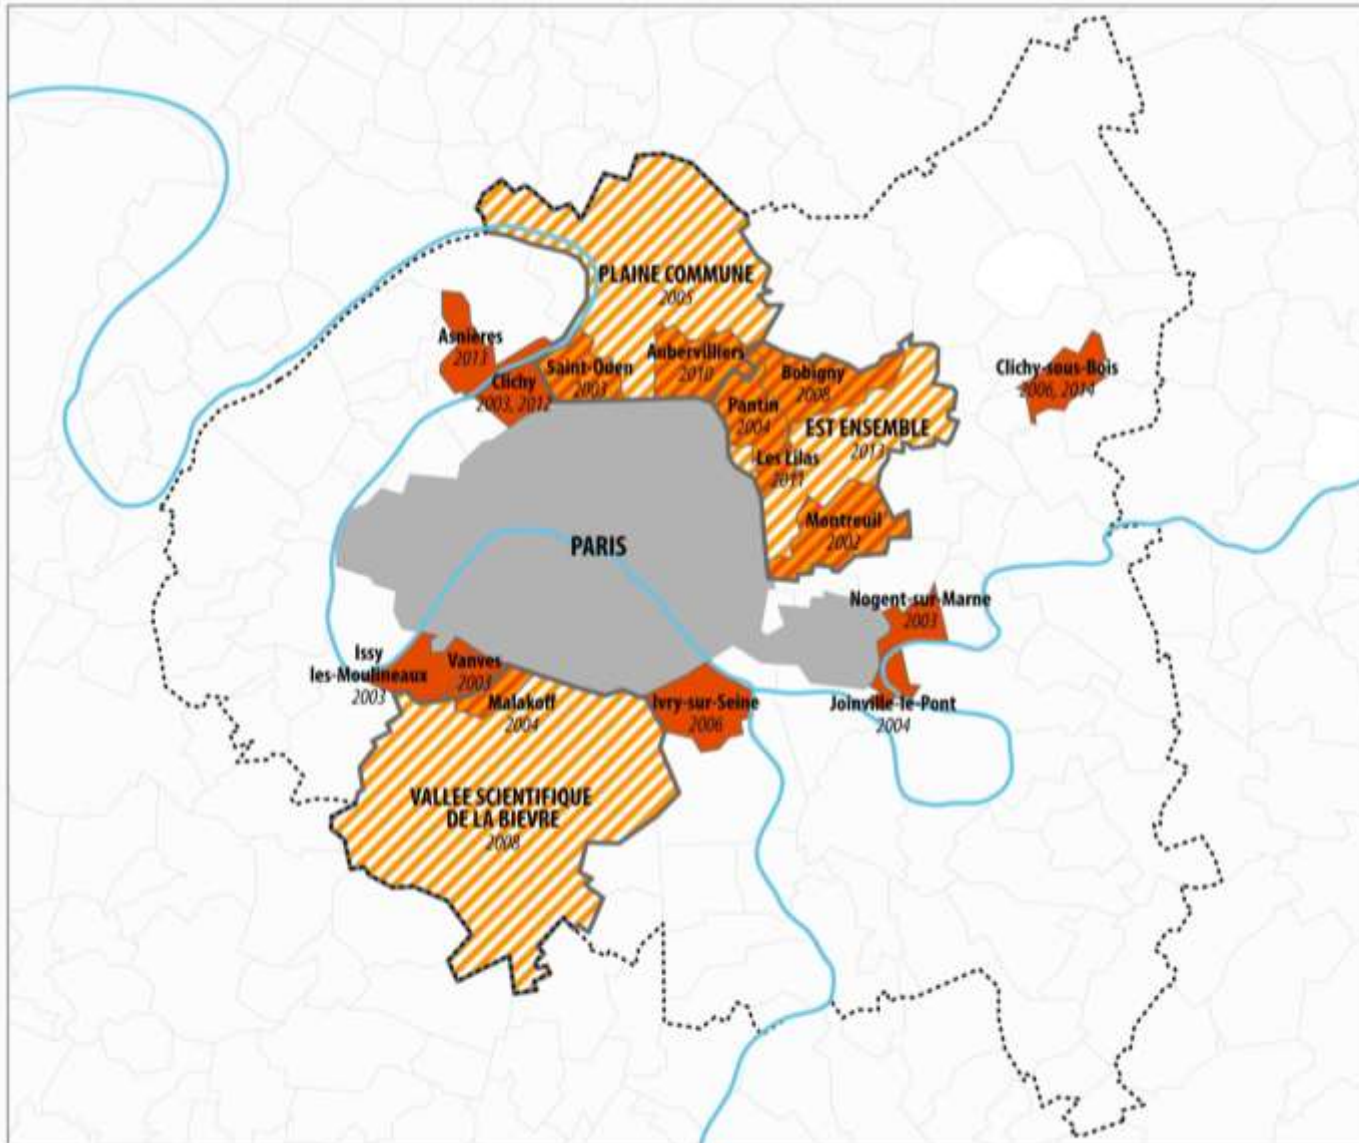 PLAINE COMMUNE
2005
Asnières
2013
Clichy
2003, 2012
Saint-Ouen
2003
Aubervilliers
2010
Bobigny
2008
Pantin
2004
EST ENSEMBLE
2013
Les Lilas
2011
Montreuil
2002
Clichy-sous-Bois
2006, 2014
PARIS
Nogent-sur-Marne
2003
Issy
les-Moulineaux
2003
Vanves
2003
Malakoff
2004
Ivry-sur-Seine
2006
Joinville-le-Pont
2004
VALLEE SCIENTIFIQUE
DE LA BIEVRE
2008